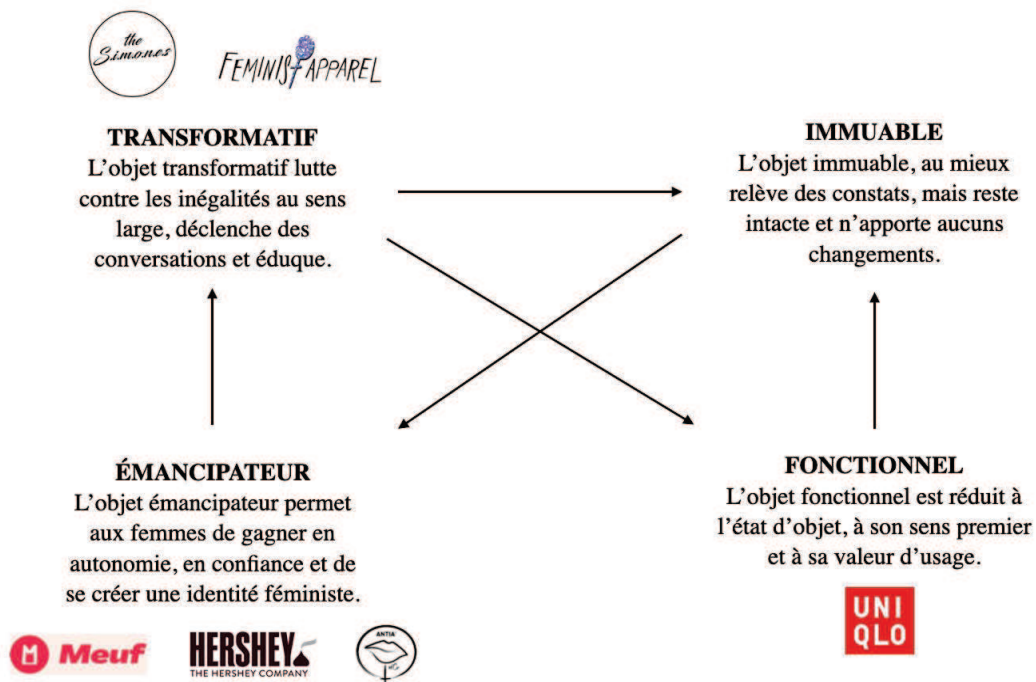 the
S.i.m.o.n.e.s
FEMINIST APPAREL
TRANSFORMATIF
L’objet transformatif lutte
contre les inégalités au sens
large, déclenche des
conversations et éduque.
IMMUABLE
L’objet immuable, au mieux
relève des constats, mais reste
intacte et n’apporte aucuns
changements.
ÉMANCIPATEUR
L’objet émancipateur permet
aux femmes de gagner en
autonomie, en confiance et de
se créer une identité féministe.
FONCTIONNEL
L’objet fonctionnel est réduit à
l’état d’objet, à son sens premier
et à sa valeur d’usage.
Meuf
HERSHEY
THE HERSHEY COMPANY
ANTIA
UNI
QLO